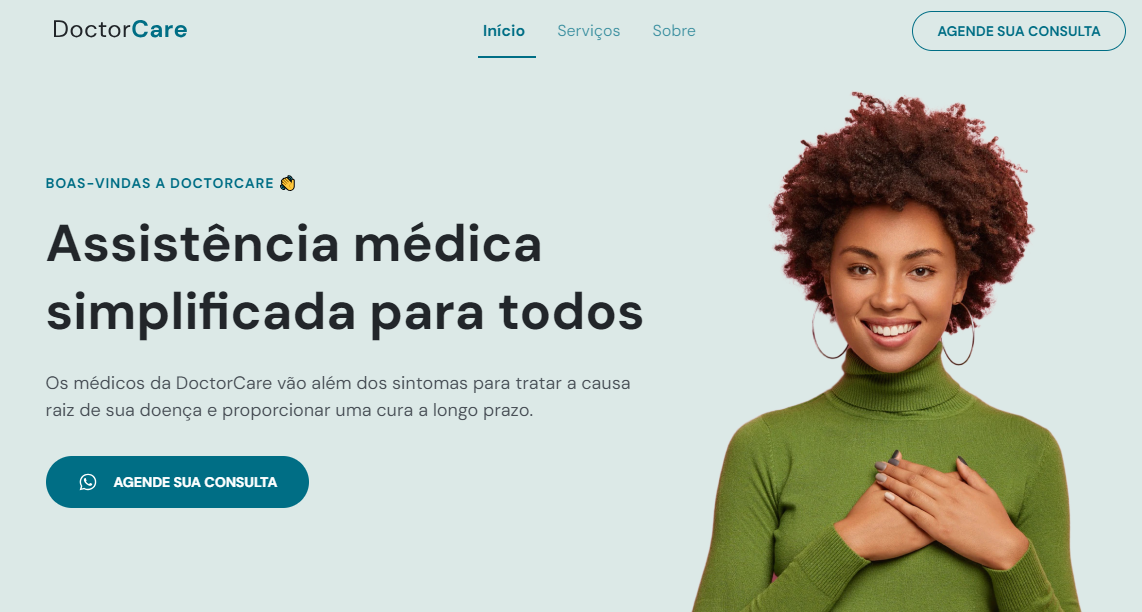 DoctorCare
Início
Serviços
Sobre
AGENDE SUA CONSULTA
BOAS-VINDAS A DOCTORCARE 👋
Assistência médica
simplificada para todos
Os médicos da DoctorCare vão além dos sintomas para tratar a causa
raiz de sua doença e proporcionar uma cura a longo prazo.
AGENDE SUA CONSULTA